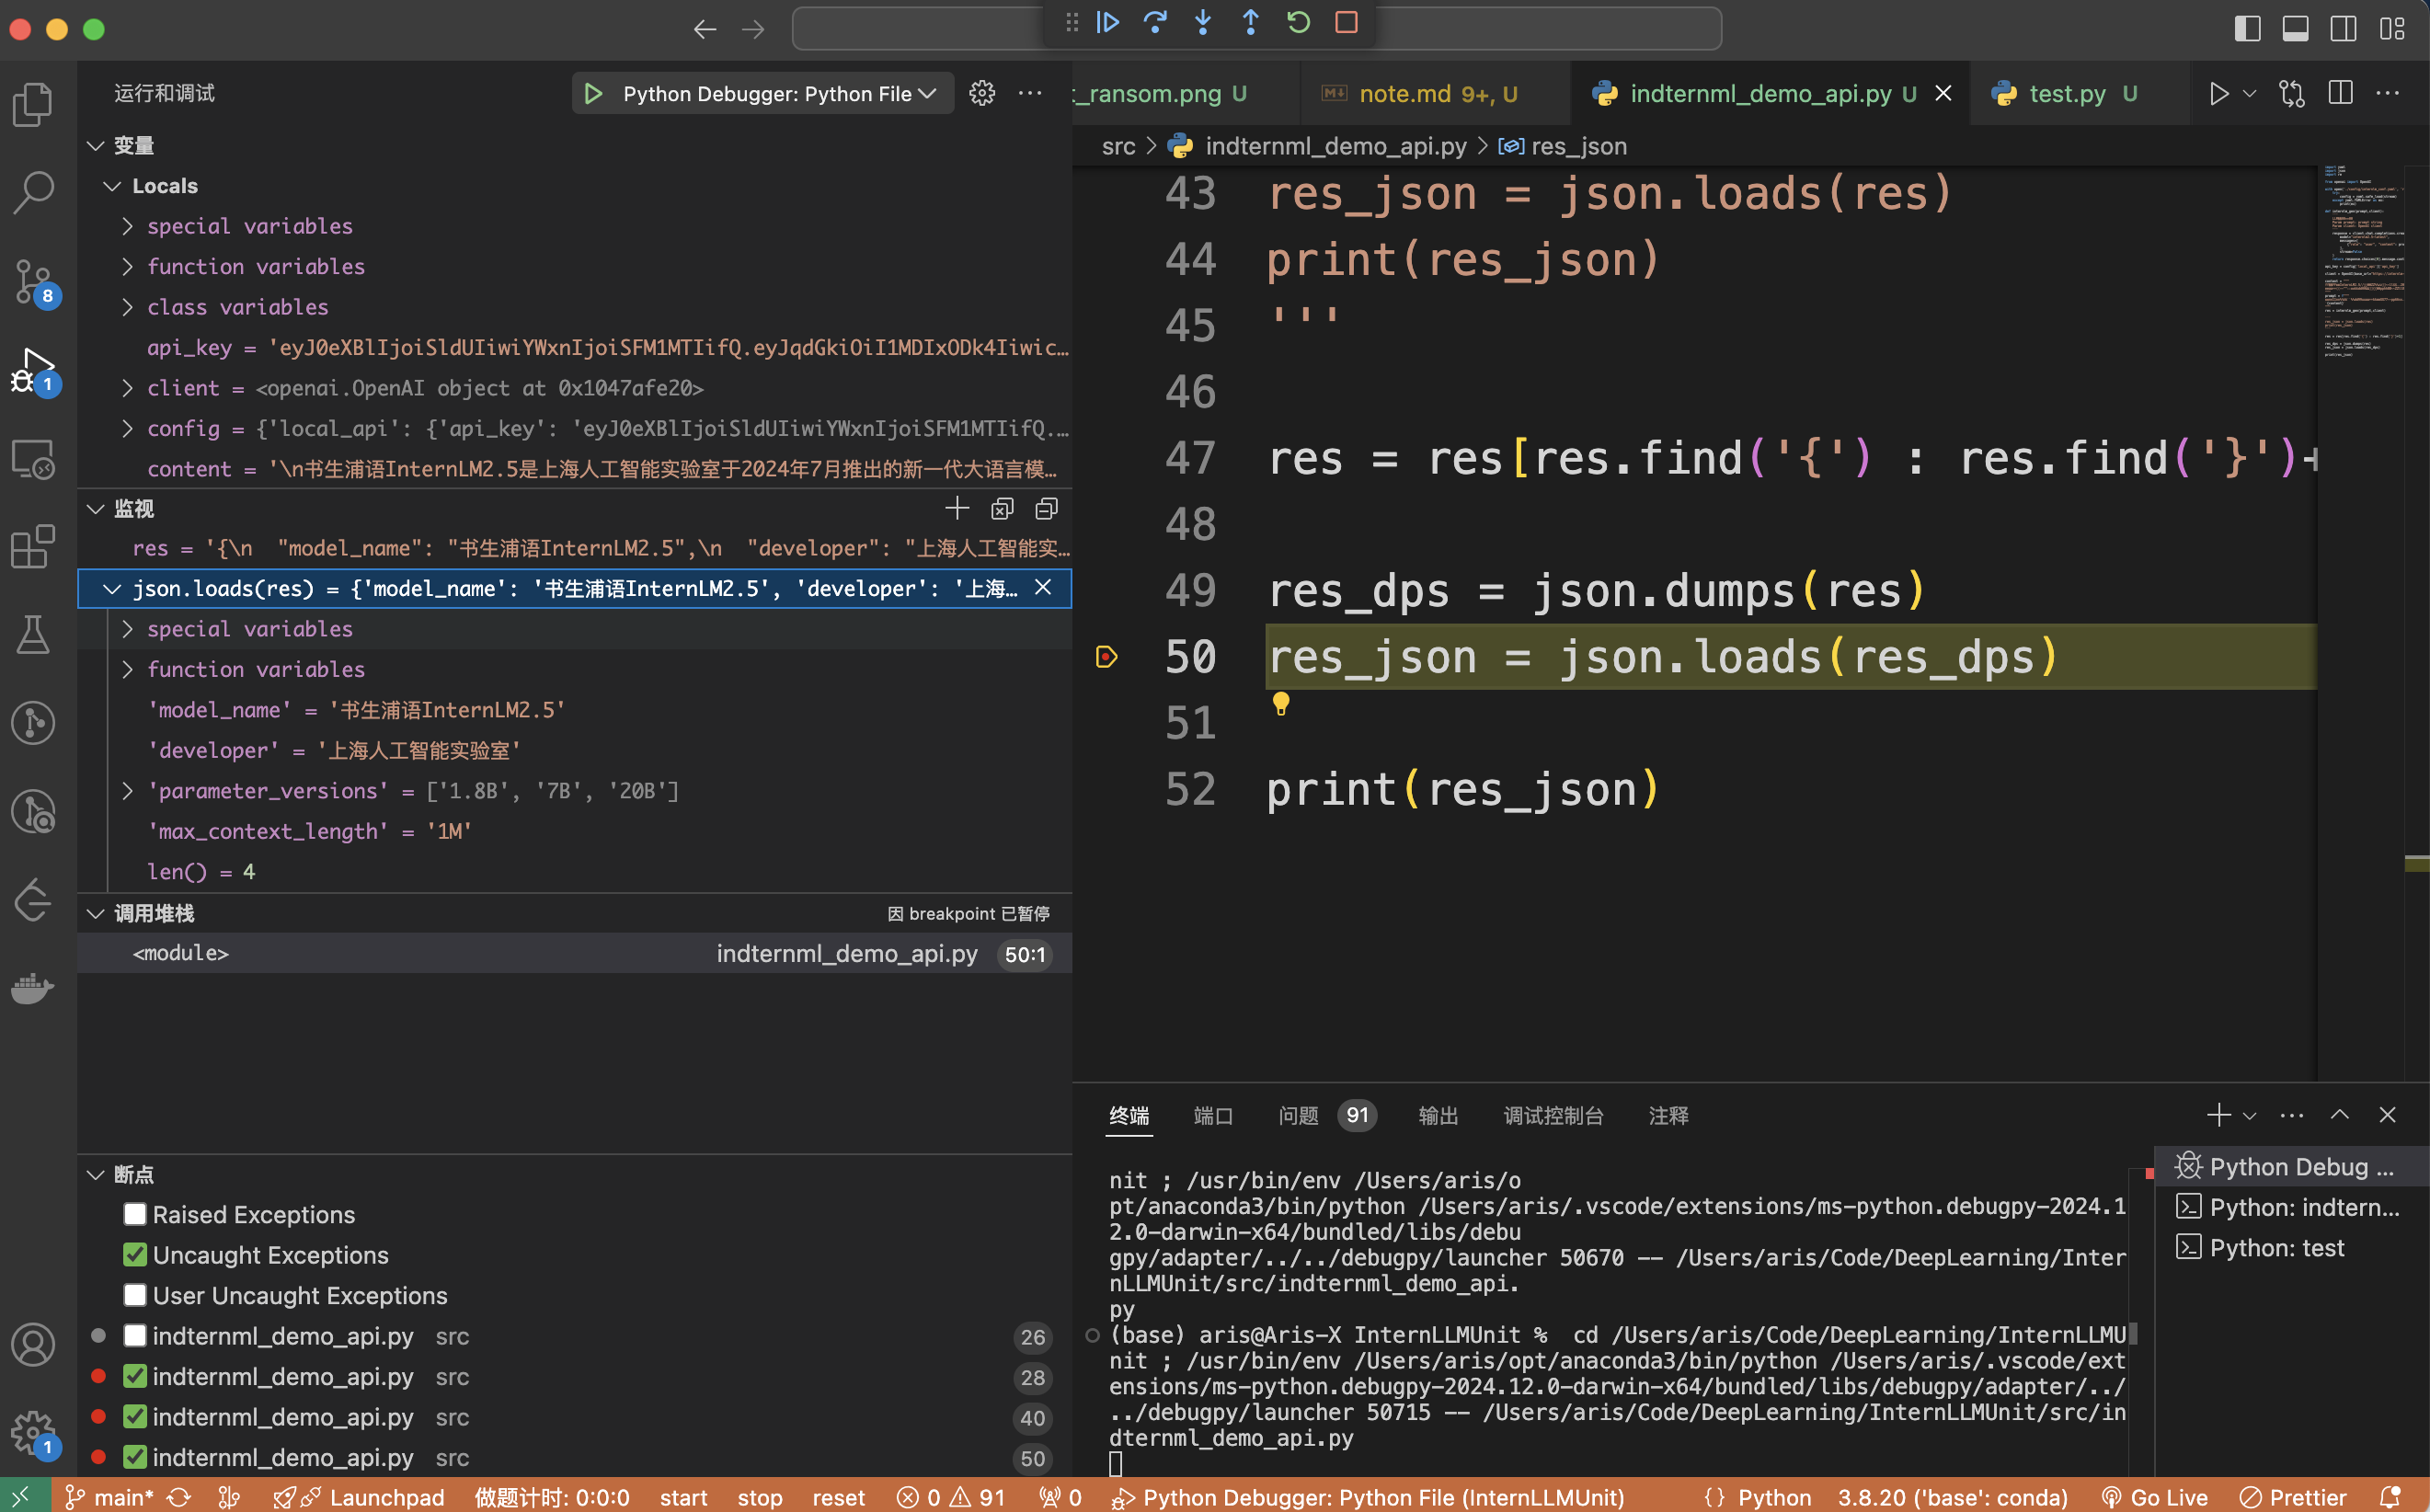 运行和调试
Python Debugger: Python File
变量
Locals
special variables
function variables
class variables
api_key = 'eyJ0eXBlIjoiSldUIiwiYWxnIjoiSFM1MTIifQ.eyJqdGkiOiI1MDIxODk4Iiwic…
client = <openai.OpenAI object at 0x1047afe20>
config = {'local_api': {'api_key': 'eyJ0eXBlIjoiSldUIiwiYWxnIjoiSFM1MTIifQ.…
content = '\n书生浦语InternLM2.5是上海人工智能实验室于2024年7月推出的新一代大语言模…
监视
res = '{\n  "model_name": "书生浦语InternLM2.5",\n  "developer": "上海人工智能实…
json.loads(res) = {'model_name': '书生浦语InternLM2.5', 'developer': '上海…
special variables
function variables
'model_name' = '书生浦语InternLM2.5'
'developer' = '上海人工智能实验室'
'parameter_versions' = ['1.8B', '7B', '20B']
'max_context_length' = '1M'
len() = 4
调用堆栈 因 breakpoint 已暂停
<module> indternml_demo_api.py 50:1
断点
Raised Exceptions
Uncaught Exceptions
User Uncaught Exceptions
indternml_demo_api.py src 26
indternml_demo_api.py src 28
indternml_demo_api.py src 40
indternml_demo_api.py src 50
8
1
1
t_ransom.png U note.md 9+, U indternml_demo_api.py U test.py U
src > indternml_demo_api.py > res_json
43 res_json = json.loads(res)
44 print(res_json)
45 '''
46
47 res = res[res.find('{') : res.find('}')+
48
49 res_dps = json.dumps(res)
50 res_json = json.loads(res_dps)
51
52 print(res_json)
终端 端口 问题 91 输出 调试控制台 注释
nit ; /usr/bin/env /Users/aris/o
pt/anaconda3/bin/python /Users/aris/.vscode/extensions/ms-python.debugpy-2024.1
2.0-darwin-x64/bundled/libs/debu
gpy/adapter/../../debugpy/launcher 50670 -- /Users/aris/Code/DeepLearning/Inter
nLLMUnit/src/indternml_demo_api.
py
(base) aris@Aris-X InternLLMUnit %  cd /Users/aris/Code/DeepLearning/InternLLMU
nit ; /usr/bin/env /Users/aris/opt/anaconda3/bin/python /Users/aris/.vscode/ext
ensions/ms-python.debugpy-2024.12.0-darwin-x64/bundled/libs/debugpy/adapter/../
../debugpy/launcher 50715 -- /Users/aris/Code/DeepLearning/InternLLMUnit/src/in
dternml_demo_api.py
Python Debug ...
Python: indtern...
Python: test
main* Launchpad 做题计时: 0:0:0 start stop reset 0 91 0 Python Debugger: Python File (InternLLMUnit) {} Python 3.8.20 ('base': conda) Go Live Prettier